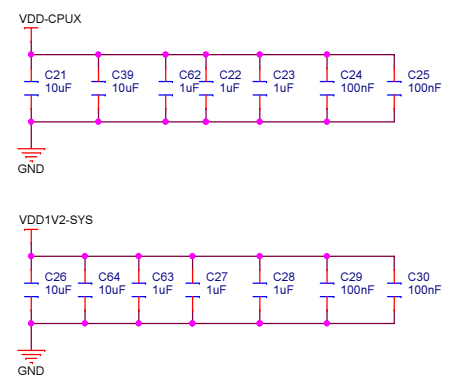 VDD-CPUX
C21 C39 C62 C22 C23 C24 C25
10uF 10uF 1uF 1uF 1uF 100nF 100nF
GND
VDD1V2-SYS
C26 C64 C63 C27 C28 C29 C30
10uF 10uF 1uF 1uF 1uF 100nF 100nF
GND